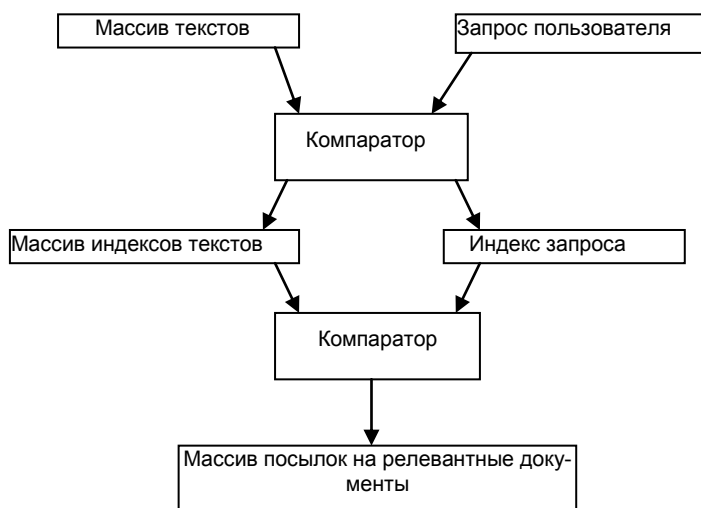 Массив текстов
Запрос пользователя
Компаратор
Массив индексов текстов
Индекс запроса
Компаратор
Массив посылок на релевантные доку-
менты